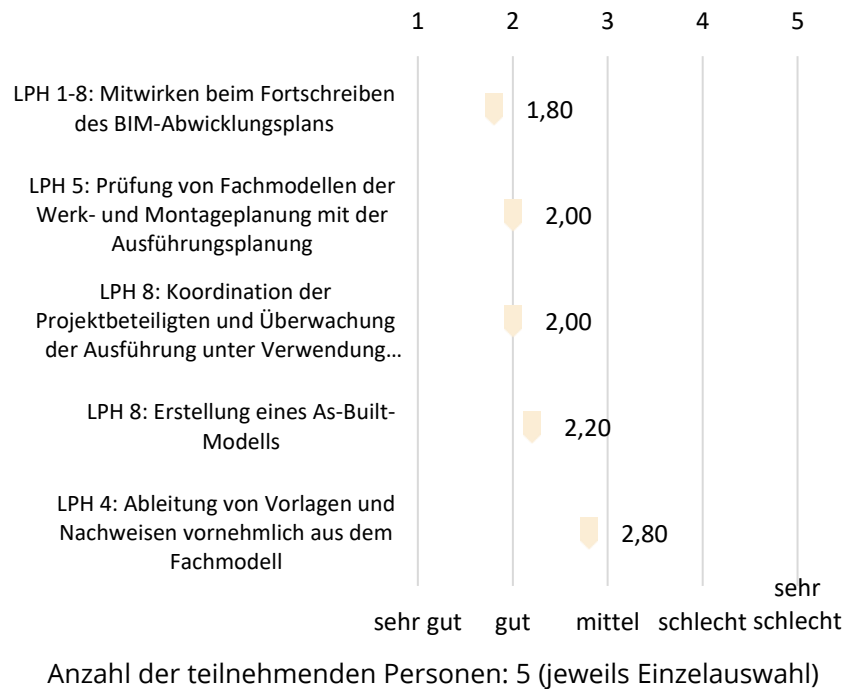 1 2 3 4 5
LPH 1-8: Mitwirken beim Fortschreiben
des BIM-Abwicklungsplans
1,80
LPH 5: Prüfung von Fachmodellen der
Werk- und Montageplanung mit der
Ausführungsplanung
2,00
LPH 8: Koordination der
Projektbeteiligten und Überwachung
der Ausführung unter Verwendung...
2,00
LPH 8: Erstellung eines As-Built-
Modells
2,20
LPH 4: Ableitung von Vorlagen und
Nachweisen vornehmlich aus dem
Fachmodell
2,80
sehr gut gut mittel schlecht sehr
schlecht
Anzahl der teilnehmenden Personen: 5 (jeweils Einzelauswahl)